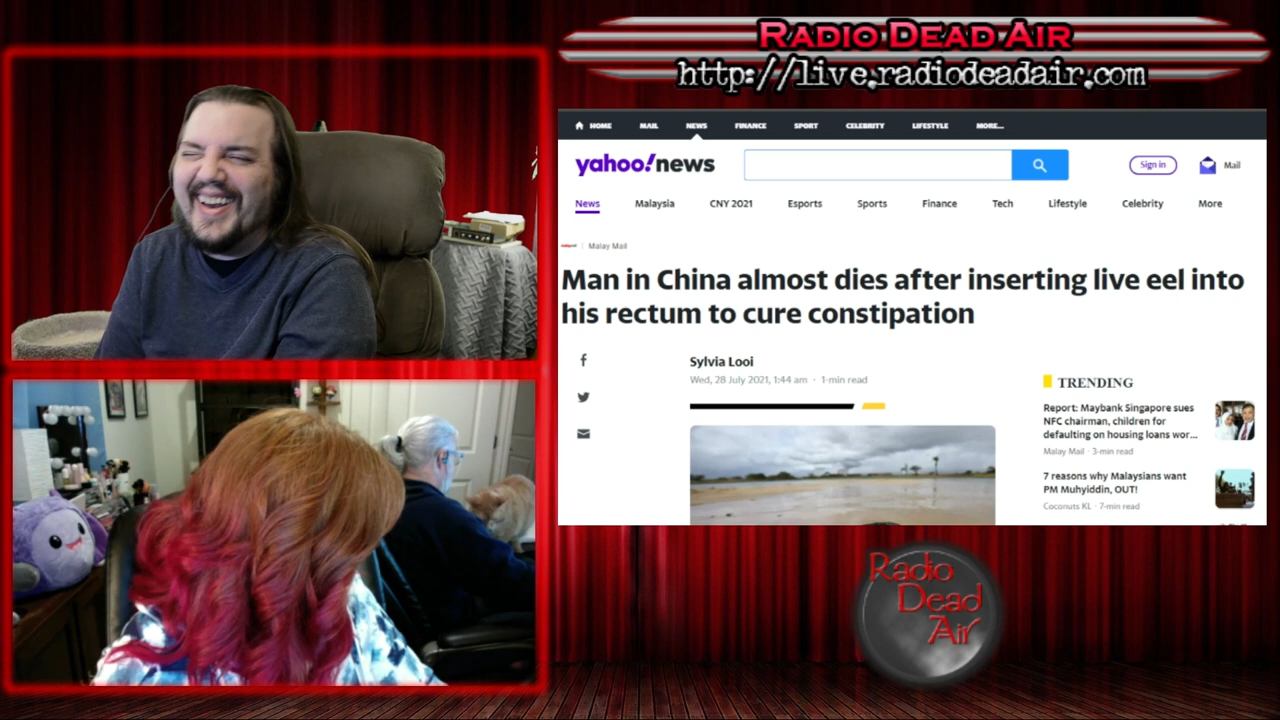 RADIO DEAD AIR
http://live.radiodeadair.com
HOME MAIL NEWS FINANCE SPORT CELEBRITY LIFESTYLE MORE...
yahoo!news
Sign in
Mail
News Malaysia CNY 2021 Esports Sports Finance Tech Lifestyle Celebrity More
Malay Mail
Man in China almost dies after inserting live eel into
his rectum to cure constipation
Sylvia Looi
Wed, 28 July 2021, 1:44 am · 1-min read
TRENDING
Report: Maybank Singapore sues
NFC chairman, children for
defaulting on housing loans wor...
Malay Mail · 3-min read
7 reasons why Malaysians want
PM Muhyiddin, OUT!
Coconuts KL · 7-min read
Radio
Dead
Air